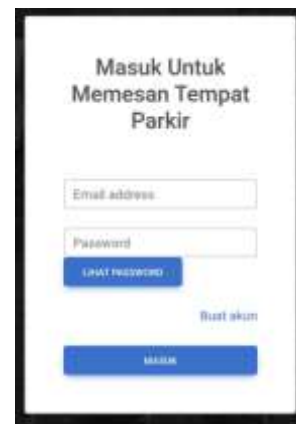 Masuk Untuk
Memesan Tempat
Parkir
Email address
Password
LIHAT PASSWORD
Buat akun
MASUK